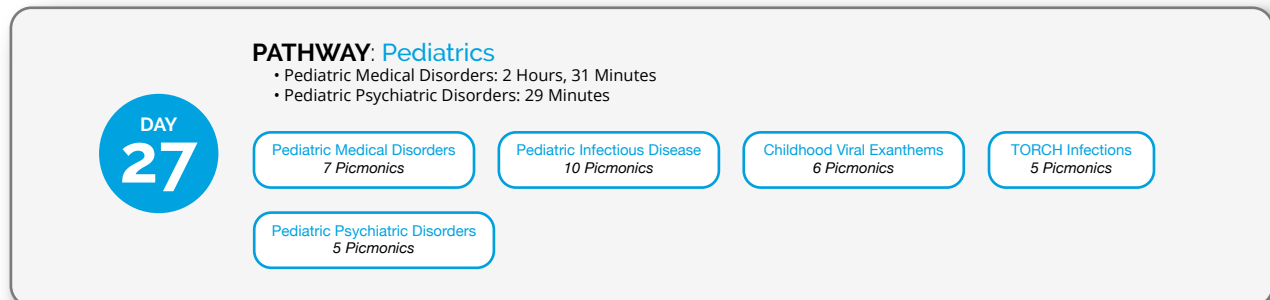 PATHWAY: Pediatrics
• Pediatric Medical Disorders: 2 Hours, 31 Minutes
• Pediatric Psychiatric Disorders: 29 Minutes
DAY
27
Pediatric Medical Disorders
7 Picmonics
Pediatric Infectious Disease
10 Picmonics
Childhood Viral Exanthems
6 Picmonics
TORCH Infections
5 Picmonics
Pediatric Psychiatric Disorders
5 Picmonics